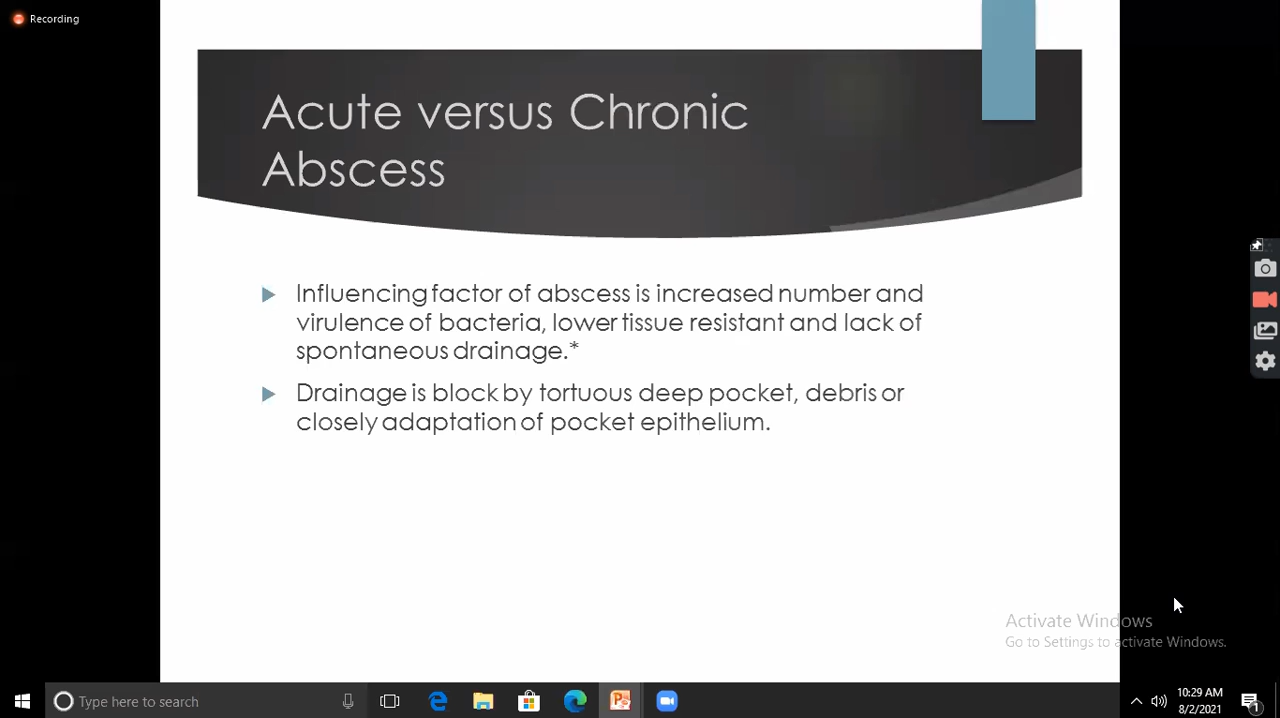 Recording
Acute versus Chronic
Abscess
Influencing factor of abscess is increased number and
virulence of bacteria, lower tissue resistant and lack of
spontaneous drainage.*
Drainage is block by tortuous deep pocket, debris or
closely adaptation of pocket epithelium.
Activate Windows
Go to Settings to activate Windows.
Type here to search
10:29 AM
8/2/2021
1